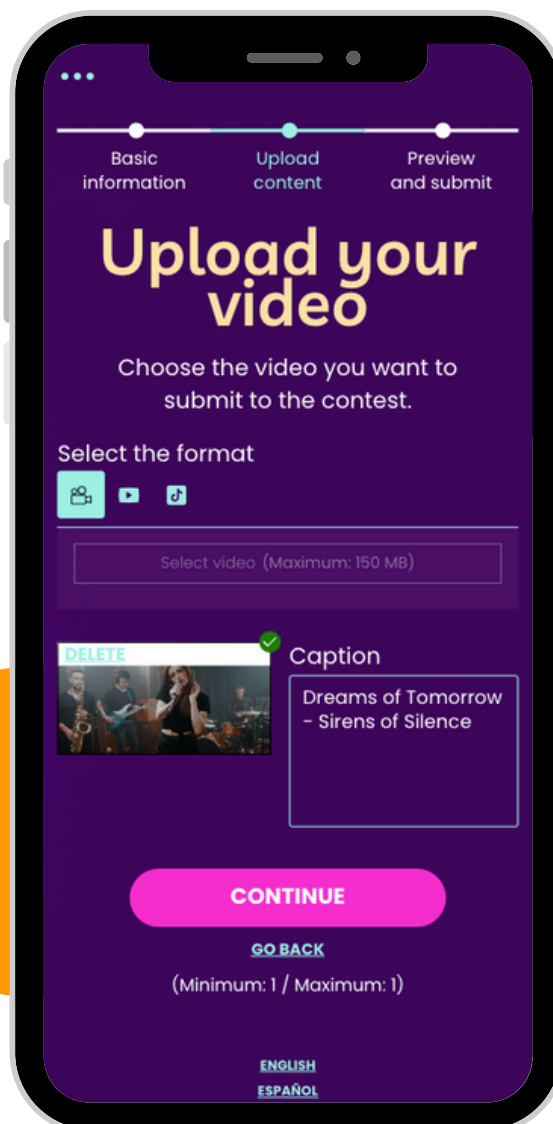 Basic
information
Upload
content
Preview
and submit
Upload your
video
Choose the video you want to
submit to the contest.
Select the format
Select video (Maximum: 150 MB)
DELETE
Caption
Dreams of Tomorrow
- Sirens of Silence
CONTINUE
GO BACK
(Minimum: 1 / Maximum: 1)
ENGLISH
ESPAÑOL